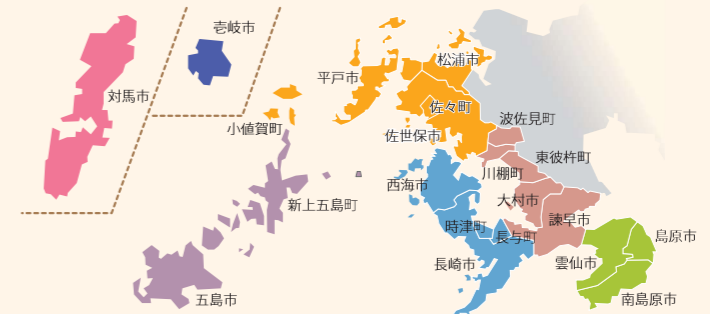 壱岐市
対馬市
平戸市
松浦市
佐々町
小値賀町
佐世保市
波佐見町
東彼杵町
川棚町
西海市
大村市
新上五島町
諫早市
時津町
長与町
島原市
長崎市
雲仙市
五島市
南島原市